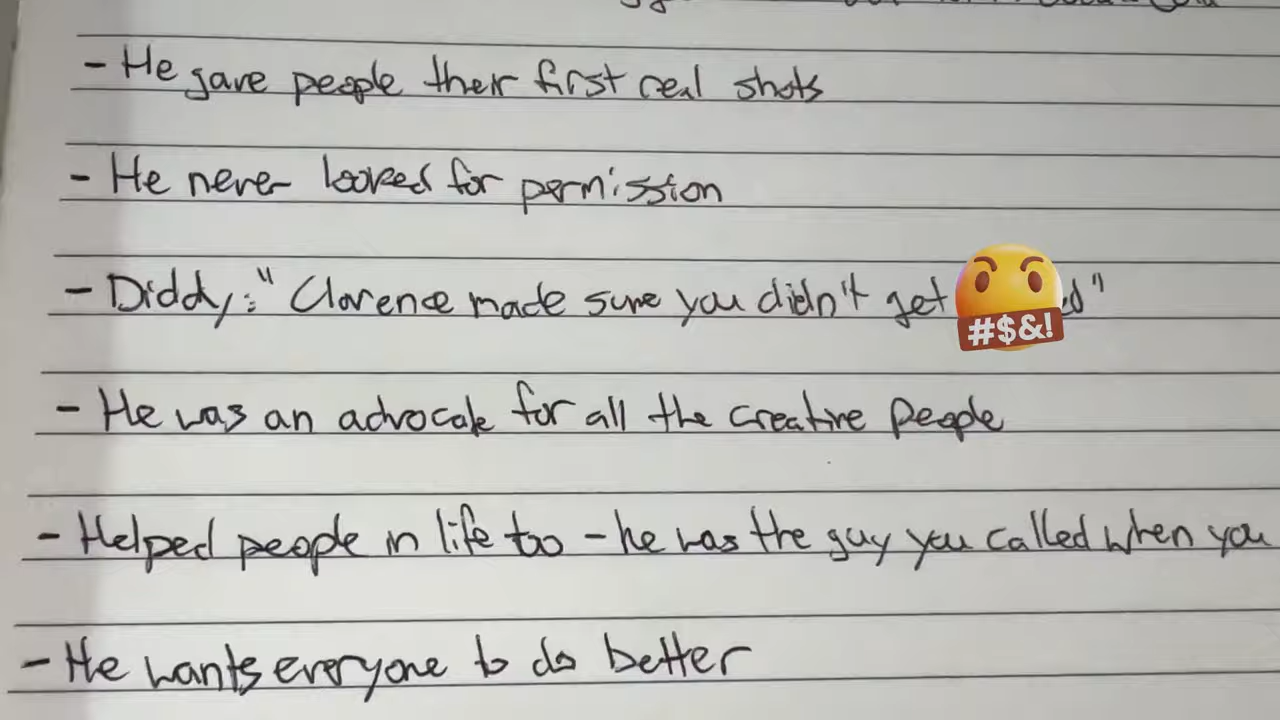 - He gave people their first real shots
- He never looked for permission
- Diddy: "Clarence made sure you didn't get #$&! ed"
- He was an advocate for all the creative people
- Helped people in life too - he was the guy you called when you
- He wants everyone to do better